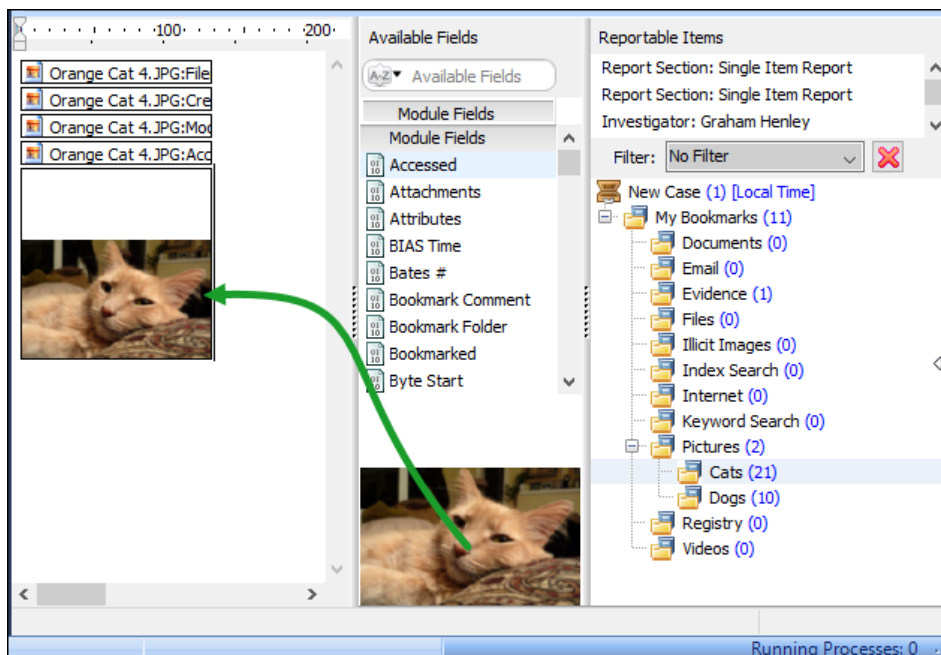 100 200
Orange Cat 4.JPG:File
Orange Cat 4.JPG:Cre
Orange Cat 4.JPG:Mod
Orange Cat 4.JPG:Acc
Available Fields
A-Z Available Fields
Module Fields
Module Fields
Accessed
Attachments
Attributes
BIAS Time
Bates #
Bookmark Comment
Bookmark Folder
Bookmarked
Byte Start
Reportable Items
Report Section: Single Item Report
Report Section: Single Item Report
Investigator: Graham Henley
Filter: No Filter
New Case (1) [Local Time]
My Bookmarks (11)
Documents (0)
Email (0)
Evidence (1)
Files (0)
Illicit Images (0)
Index Search (0)
Internet (0)
Keyword Search (0)
Pictures (2)
Cats (21)
Dogs (10)
Registry (0)
Videos (0)
Running Processes: 0